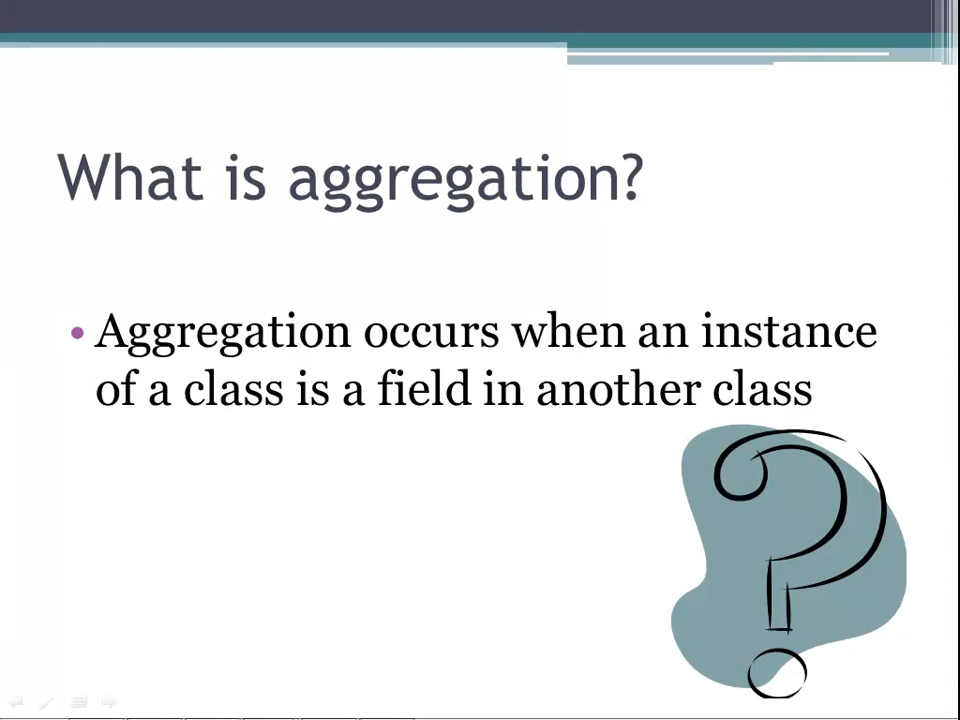 What is aggregation?
• Aggregation occurs when an instance
of a class is a field in another class